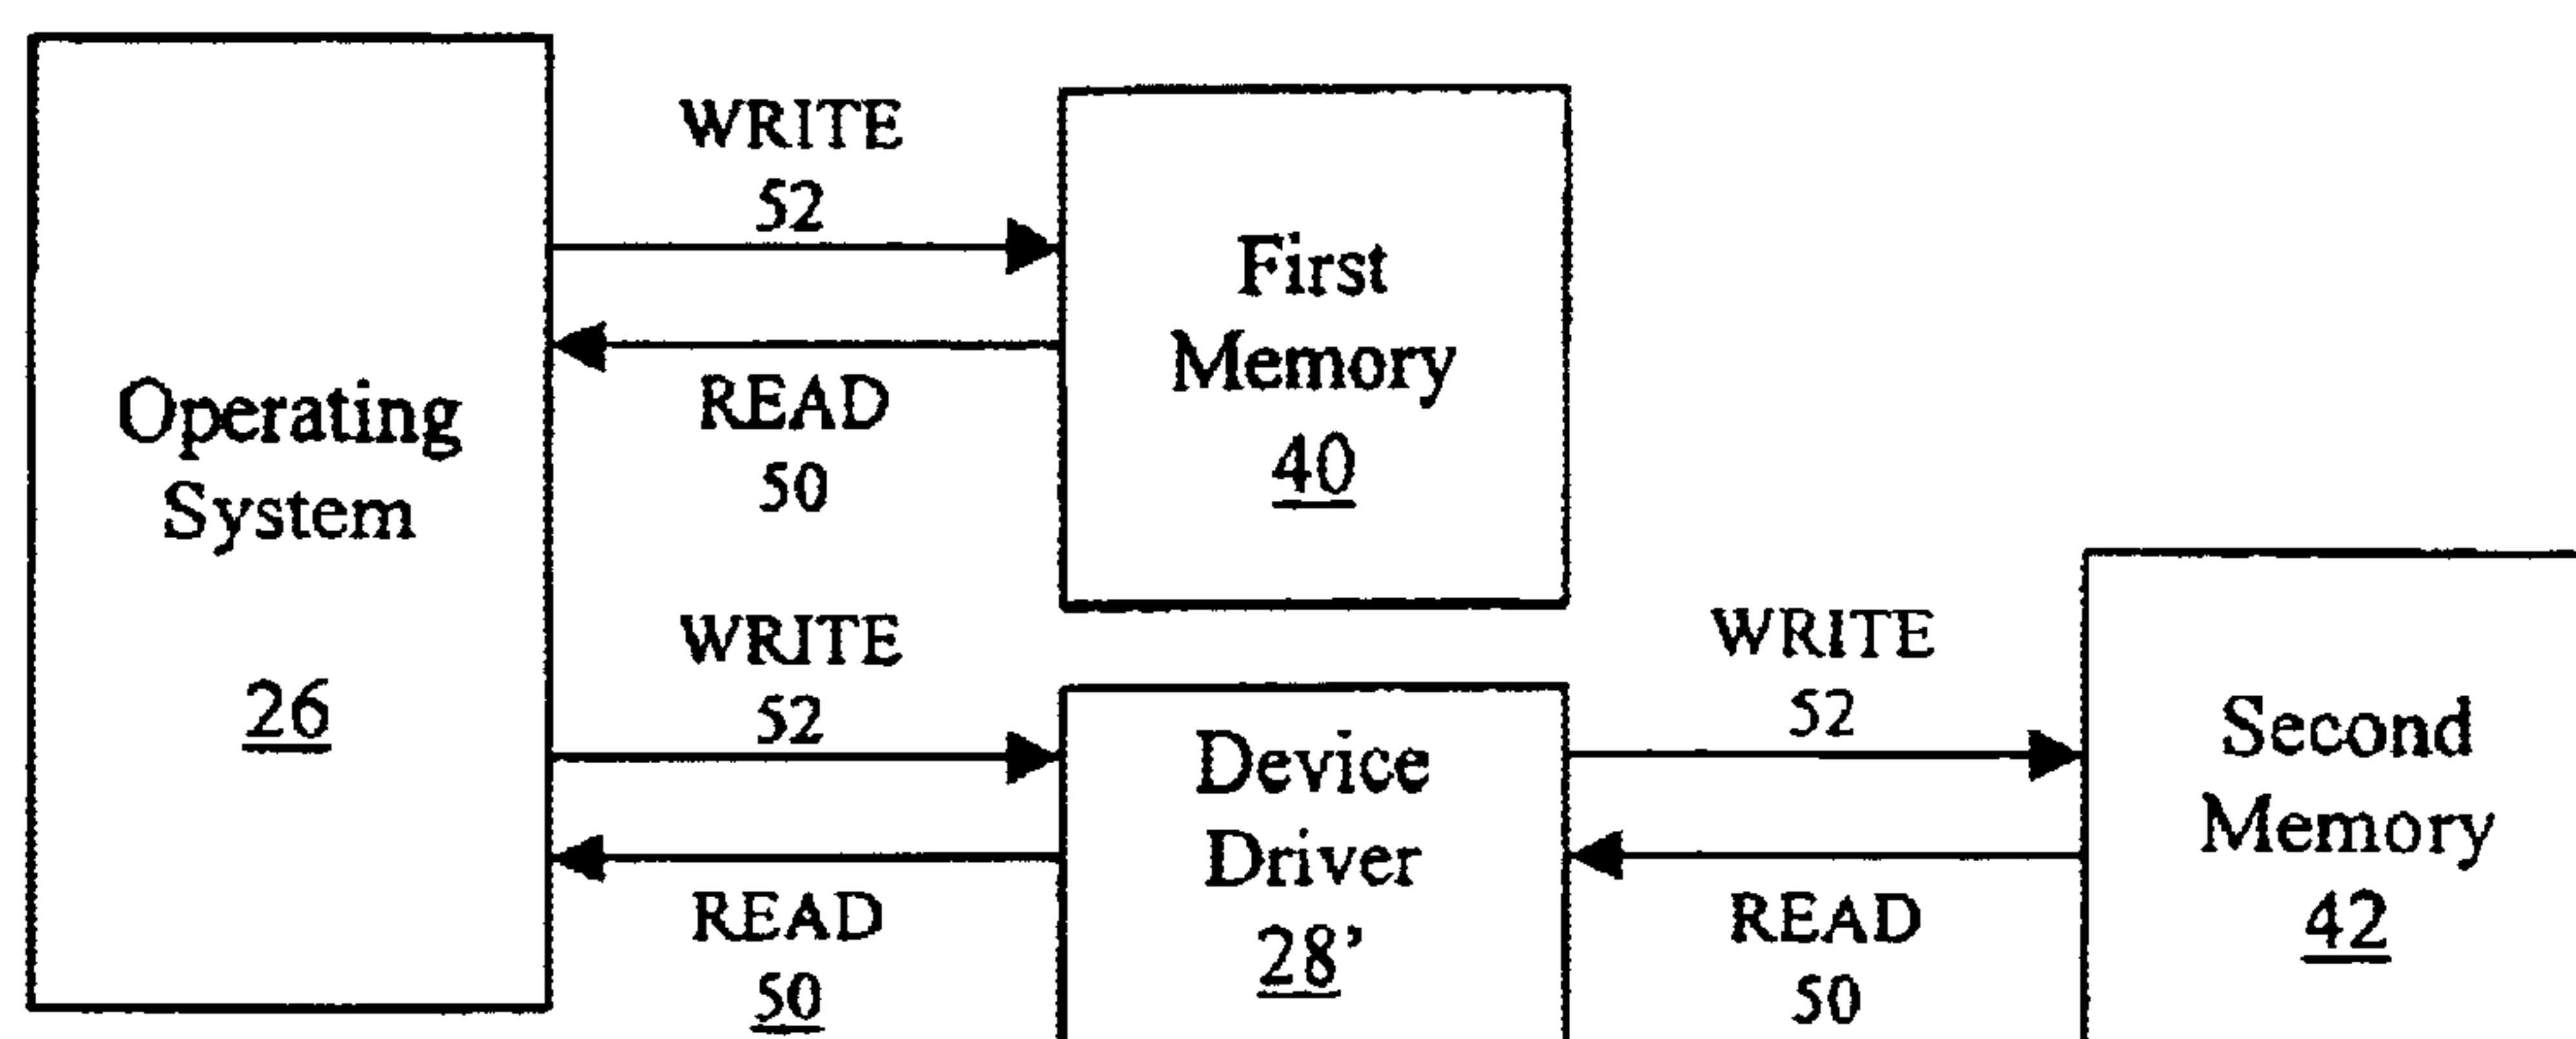 Operating
System
26
WRITE
52
READ
50
First
Memory
40
WRITE
52
READ
50
Device
Driver
28’
WRITE
52
READ
50
Second
Memory
42